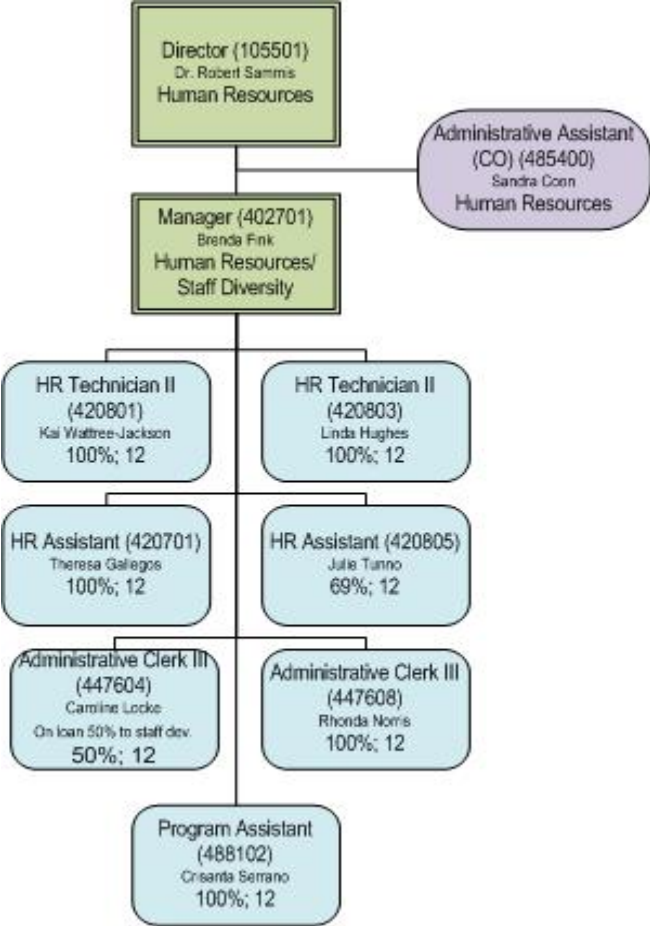 Director (105501)
Dr. Robert Sammis
Human Resources
Administrative Assistant
(CO) (485400)
Sandra Coon
Human Resources
Manager (402701)
Brenda Fink
Human Resources/
Staff Diversity
HR Technician II
(420801)
Kai Wattree-Jackson
100%; 12
HR Technician II
(420803)
Linda Hughes
100%; 12
HR Assistant (420701)
Theresa Gallegos
100%; 12
HR Assistant (420805)
Julie Tunno
69%; 12
Administrative Clerk III
(447604)
Caroline Locke
On loan 50% to staff dev.
50%; 12
Administrative Clerk III
(447608)
Rhonda Norris
100%; 12
Program Assistant
(488102)
Crisanta Serrano
100%; 12